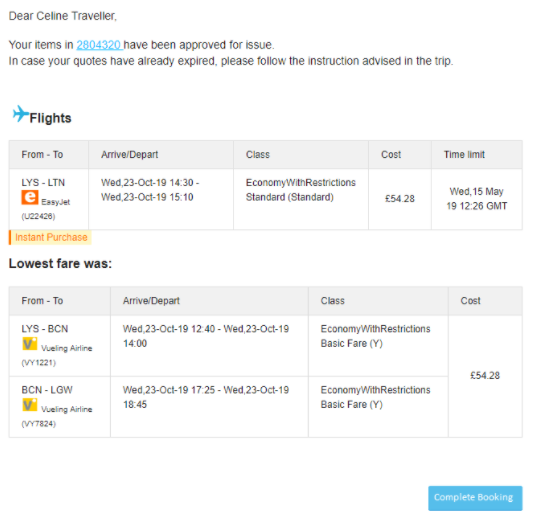 Dear Celine Traveller,
Your items in 2804320 have been approved for issue.
In case your quotes have already expired, please follow the instruction advised in the trip.
Flights
From - To Arrive/Depart Class Cost Time limit
LYS - LTN Wed,23-Oct-19 14:30 - EconomyWithRestrictions £54.28 Wed,15 May
e EasyJet Wed,23-Oct-19 15:10 Standard (Standard) 19 12:26 GMT
(U22426)
Instant Purchase
Lowest fare was:
From - To Arrive/Depart Class Cost
LYS - BCN Wed,23-Oct-19 12:40 - Wed,23-Oct-19 EconomyWithRestrictions
V Vueling Airline 14:00 Basic Fare (Y)
(VY1221)
£54.28
BCN - LGW Wed,23-Oct-19 17:25 - Wed,23-Oct-19 EconomyWithRestrictions
V Vueling Airline 18:45 Basic Fare (Y)
(VY7824)
Complete Booking